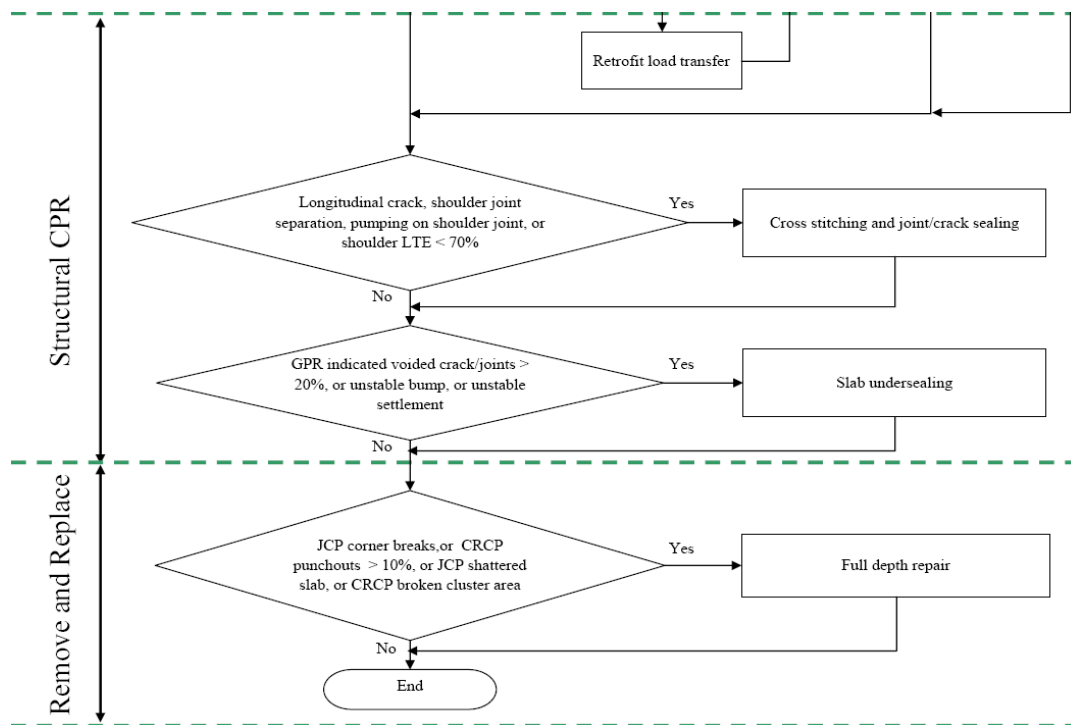 Structural CPR
Retrofit load transfer
Longitudinal crack, shoulder joint
separation, pumping on shoulder joint, or
shoulder LTE < 70%
Yes
Cross stitching and joint/crack sealing
No
GPR indicated voided crack/joints >
20%, or unstable bump, or unstable
settlement
Yes
Slab undersealing
No
Remove and Replace
JCP corner breaks,or CRCP
punchouts > 10%, or JCP shattered
slab, or CRCP broken cluster area
Yes
Full depth repair
No
End